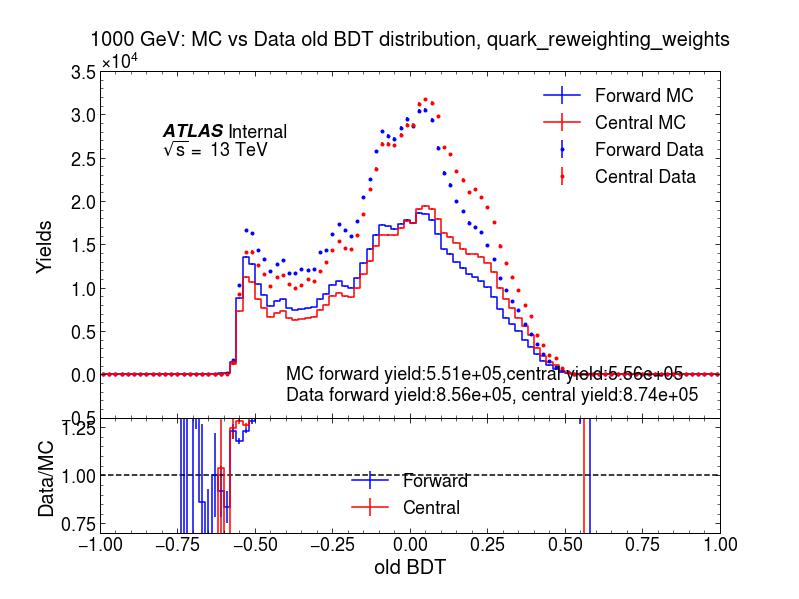 1000 GeV: MC vs Data old BDT distribution, quark_reweighting_weights
×10⁴
3.5
3.0
2.5
2.0
1.5
1.0
0.5
0.0
0.5
Yields
ATLAS Internal
√s = 13 TeV
Forward MC
Central MC
Forward Data
Central Data
MC forward yield:5.51e+05,central yield:5.56e+05
Data forward yield:8.56e+05, central yield:8.74e+05
1.25
1.00
0.75
Data/MC
Forward
Central
−1.00 −0.75 −0.50 −0.25 0.00 0.25 0.50 0.75 1.00
old BDT